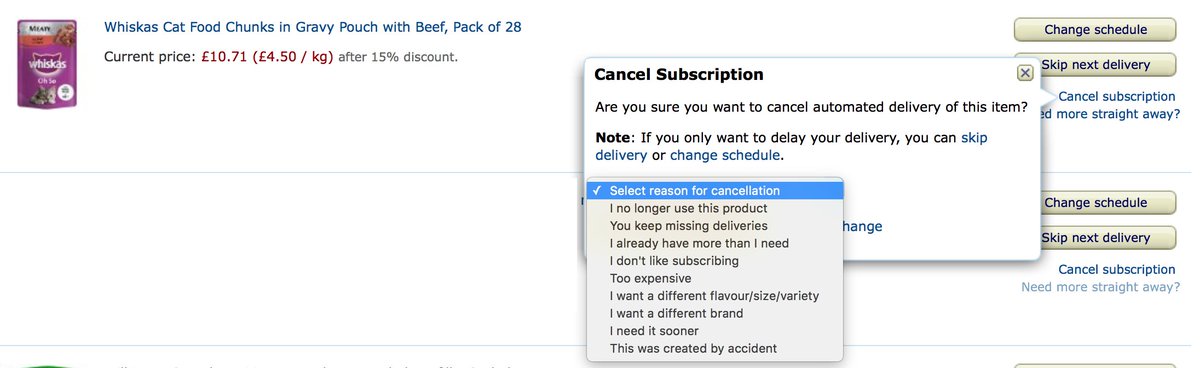 Whiskas Cat Food Chunks in Gravy Pouch with Beef, Pack of 28
Current price: £10.71 (£4.50 / kg) after 15% discount.
MEATY
whiskas
Oh So
Change schedule
Skip next delivery
Cancel subscription
ed more straight away?
Cancel Subscription
Are you sure you want to cancel automated delivery of this item?
Note: If you only want to delay your delivery, you can skip
delivery or change schedule.
✓ Select reason for cancellation
I no longer use this product
You keep missing deliveries
I already have more than I need
I don't like subscribing
Too expensive
I want a different flavour/size/variety
I want a different brand
I need it sooner
This was created by accident
hange
Change schedule
Skip next delivery
Cancel subscription
Need more straight away?